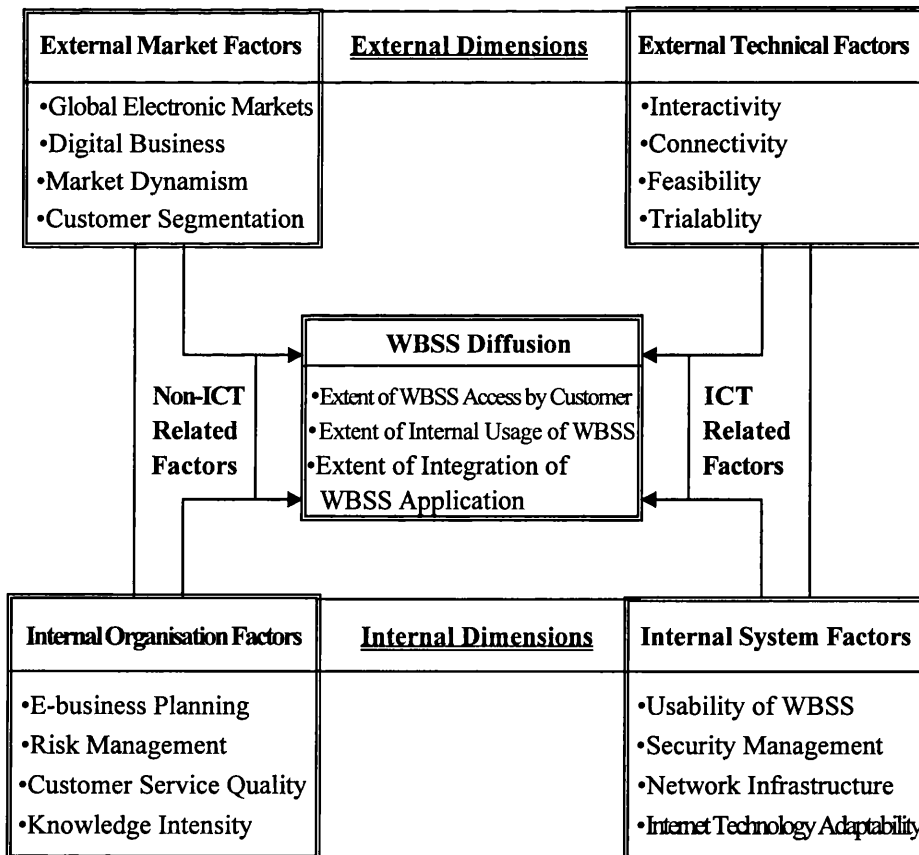 External Market Factors
•Global Electronic Markets
•Digital Business
•Market Dynamism
•Customer Segmentation
External Dimensions
External Technical Factors
•Interactivity
•Connectivity
•Feasibility
•Trialablity
Non-ICT
Related
Factors
WBSS Diffusion
•Extent of WBSS Access by Customer
•Extent of Internal Usage of WBSS
•Extent of Integration of
WBSS Application
ICT
Related
Factors
Internal Organisation Factors
•E-business Planning
•Risk Management
•Customer Service Quality
•Knowledge Intensity
Internal Dimensions
Internal System Factors
•Usability of WBSS
•Security Management
•Network Infrastructure
•Internet Technology Adaptability